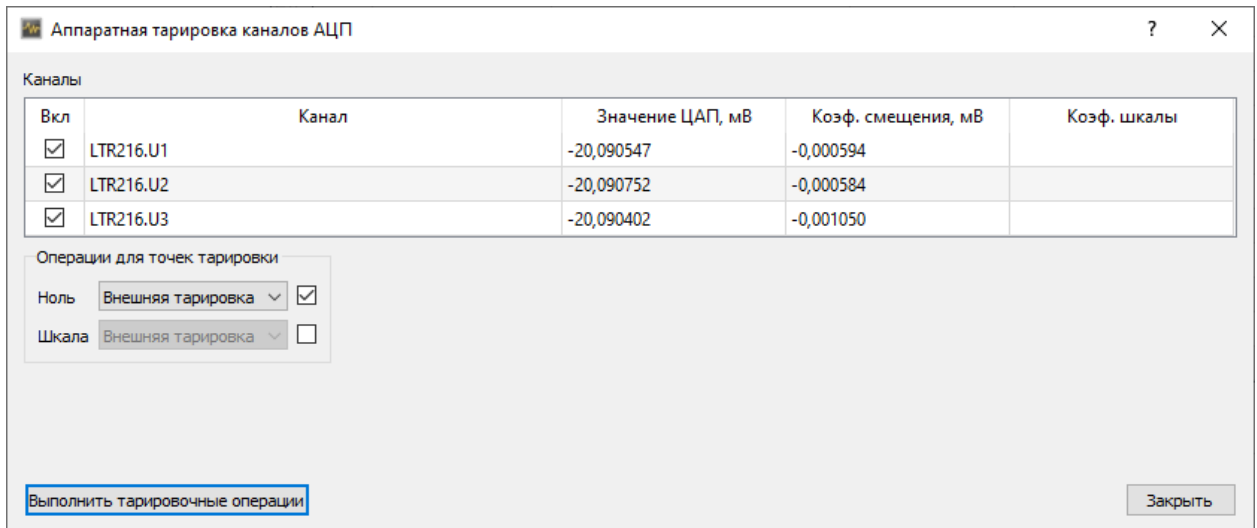 Аппаратная тарировка каналов АЦП ?
Каналы
Вкл Канал Значение ЦАП, мВ Коэф. смещения, мВ Коэф. шкалы
LTR216.U1 -20,090547 -0,000594
LTR216.U2 -20,090752 -0,000584
LTR216.U3 -20,090402 -0,001050
Операции для точек тарировки
Ноль Внешняя тарировка
Шкала Внешняя тарировка
Выполнить тарировочные операции Закрыть